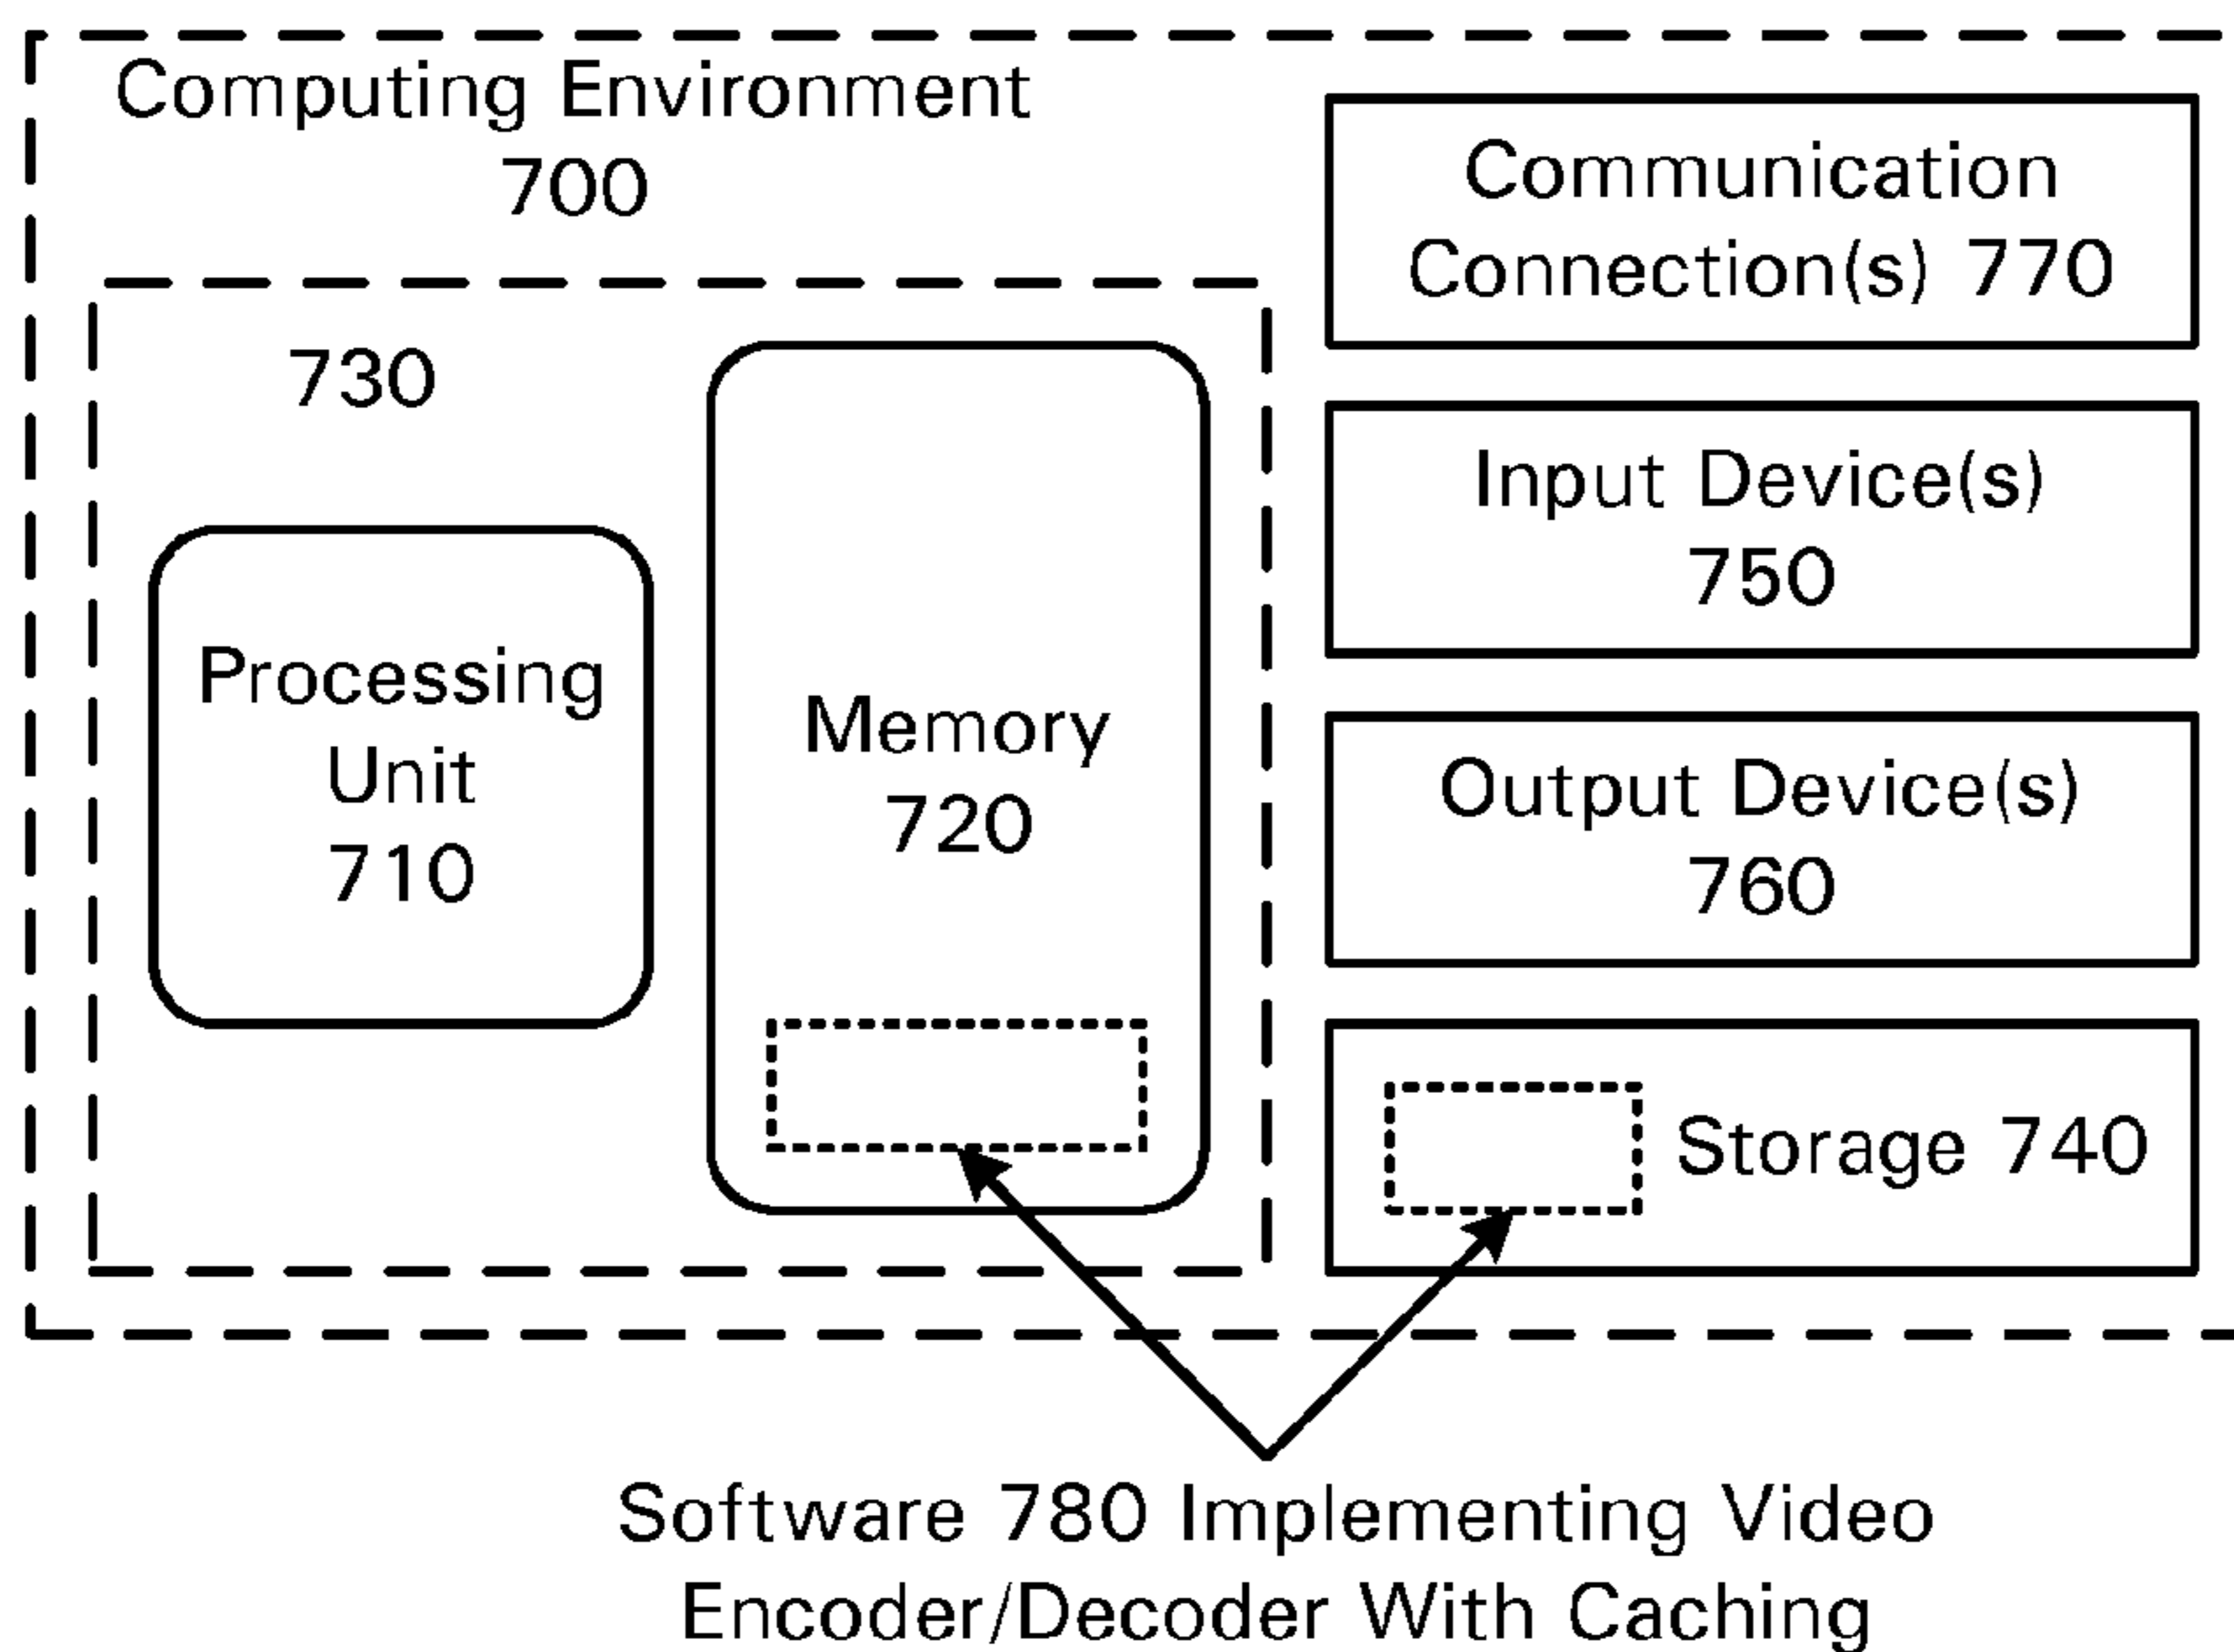 Computing Environment
700
730
Processing
Unit
710
Memory
720
Communication
Connection(s) 770
Input Device(s)
750
Output Device(s)
760
Storage 740
Software 780 Implementing Video
Encoder/Decoder With Caching